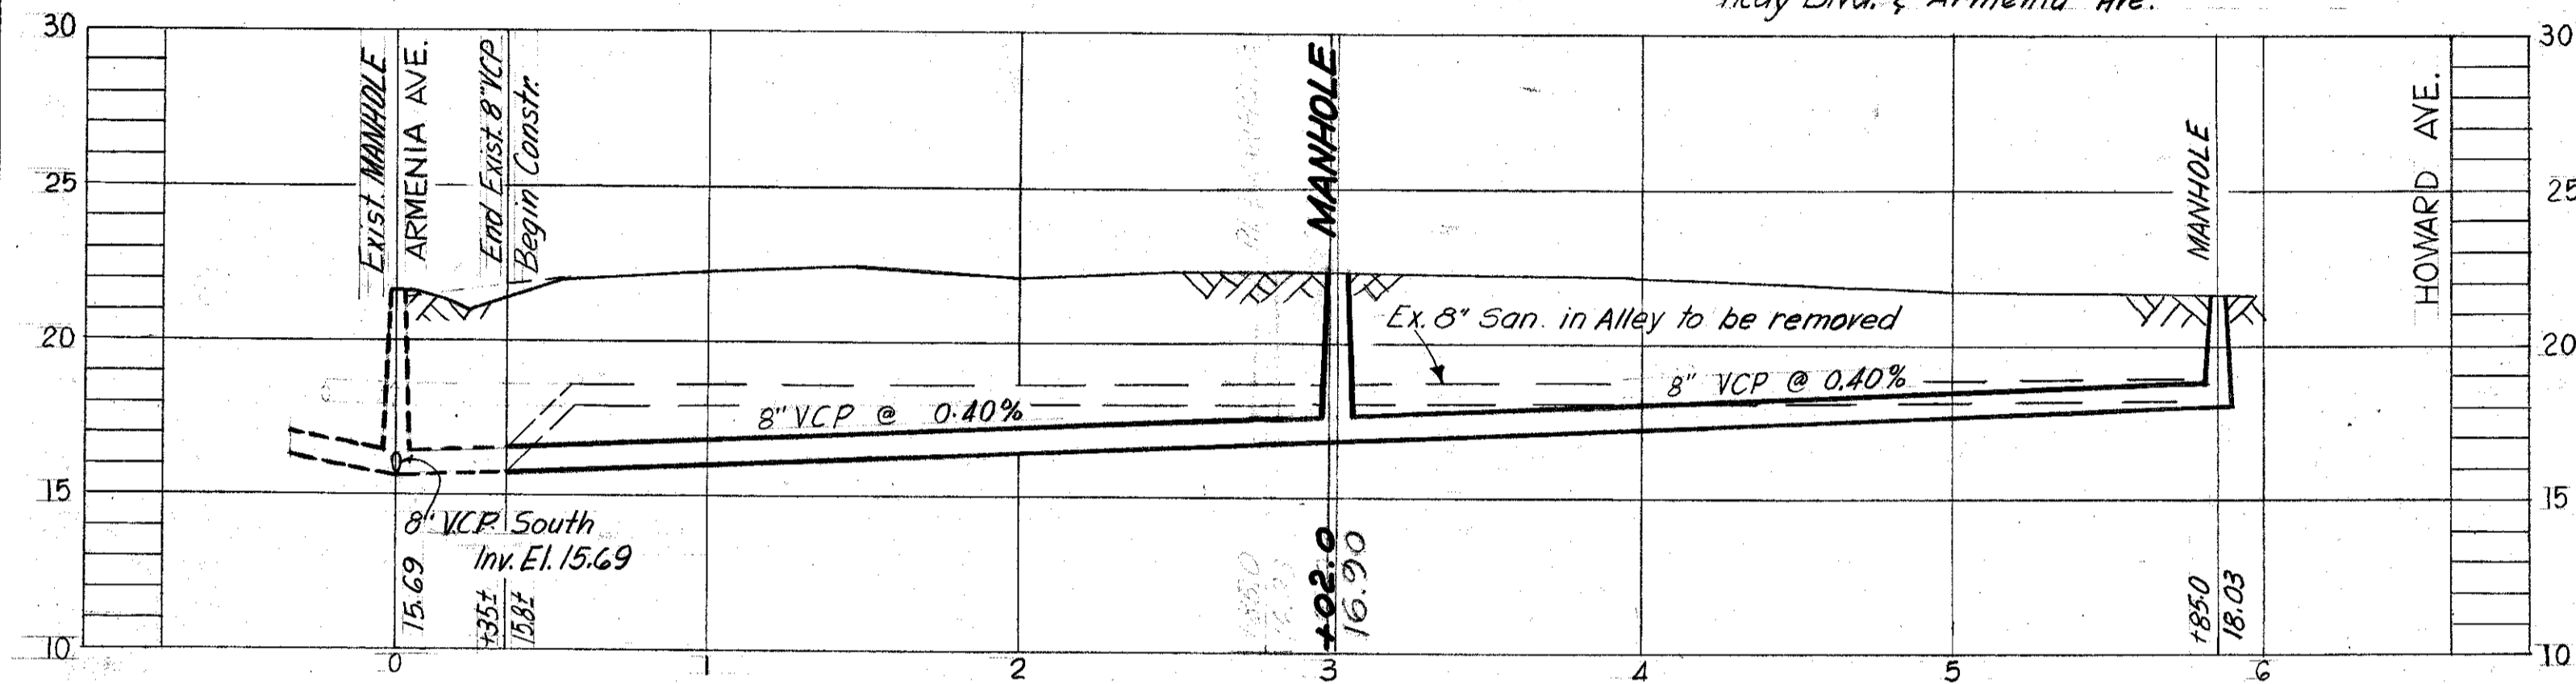 & Armenia Ave.
30
30
Exist. MANHOLE
ARMENIA AVE.
End Exist. 8" VCP
Begin Constr.
MANHOLE
MANHOLE
HOWARD AVE.
25
25
Ex. 8" San. in Alley to be removed
20
20
8" VCP @ 0.40%
8" VCP @ 0.40%
15
15
8" VCP South
Inv. El. 15.69
15.69
+35±
15.8±
+02.0
16.90
+85.0
18.03
10
10
0
1
2
3
4
5
6